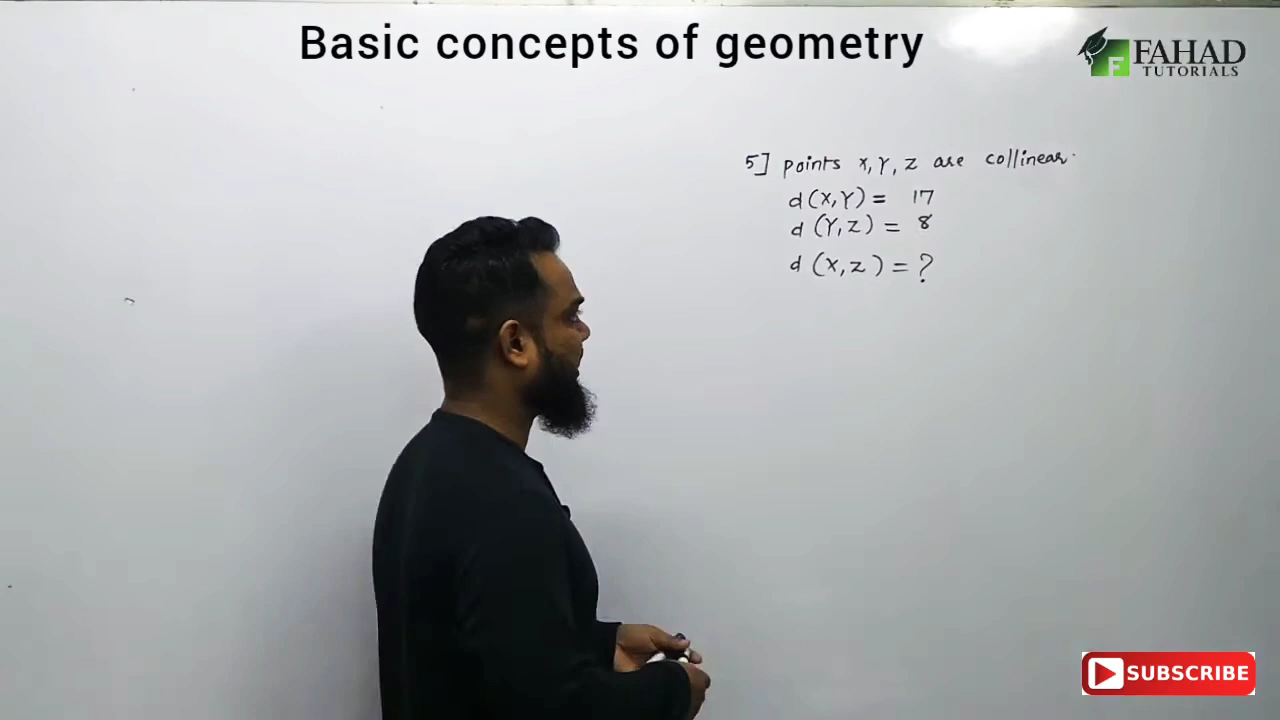 Basic concepts of geometry
FAHAD
TUTORIALS
5] points X, Y, Z are collinear.
d(X,Y) = 17
d(Y,Z) = 8
d(X,Z) = ?
SUBSCRIBE